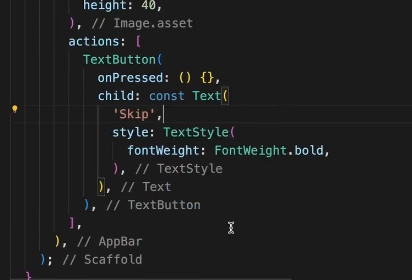 height: 40,
), // Image.asset
actions: [
TextButton(
onPressed: () {},
child: const Text(
'Skip',
style: TextStyle(
fontWeight: FontWeight.bold,
), // TextStyle
), // Text
), // TextButton
],
), // AppBar
); // Scaffold
}